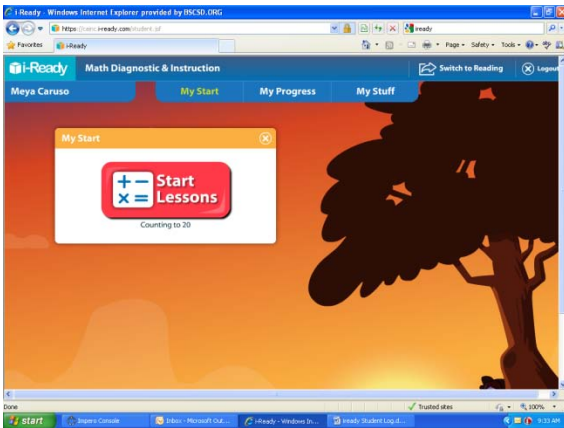 i-Ready - Windows Internet Explorer provided by BSCSD.ORG
iready
Favorites
i-Ready
Page
Safety
Tools
i-Ready
Math Diagnostic & Instruction
Switch to Reading
Logout
Meya Caruso
My Start
My Progress
My Stuff
My Start
Start
Lessons
Counting to 20
Done
Trusted sites
100%
start
Impero Console
Inbox - Microsoft Out...
i-Ready - Windows In...
iready Student Log.d...
9:33 AM